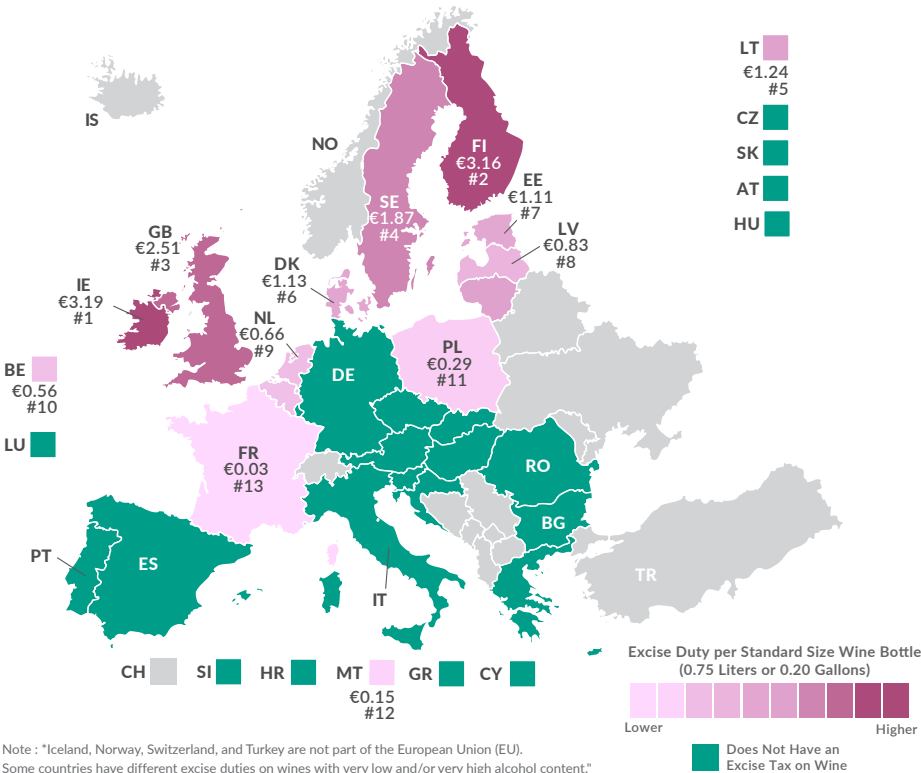 IS
NO
FI
€3.16
#2
SE
€1.87
#4
EE
€1.11
#7
LV
€0.83
#8
LT
€1.24
#5
CZ
SK
AT
HU
GB
€2.51
#3
IE
€3.19
#1
DK
€1.13
#6
NL
€0.66
#9
BE
€0.56
#10
LU
DE
PL
€0.29
#11
FR
€0.03
#13
RO
BG
PT
ES
IT
TR
CH
SI
HR
MT
€0.15
#12
GR
CY
Excise Duty per Standard Size Wine Bottle
(0.75 Liters or 0.20 Gallons)
Lower
Higher
Does Not Have an
Excise Tax on Wine
Note : "Iceland, Norway, Switzerland, and Turkey are not part of the European Union (EU).
Some countries have different excise duties on wines with very low and/or very high alcohol content."